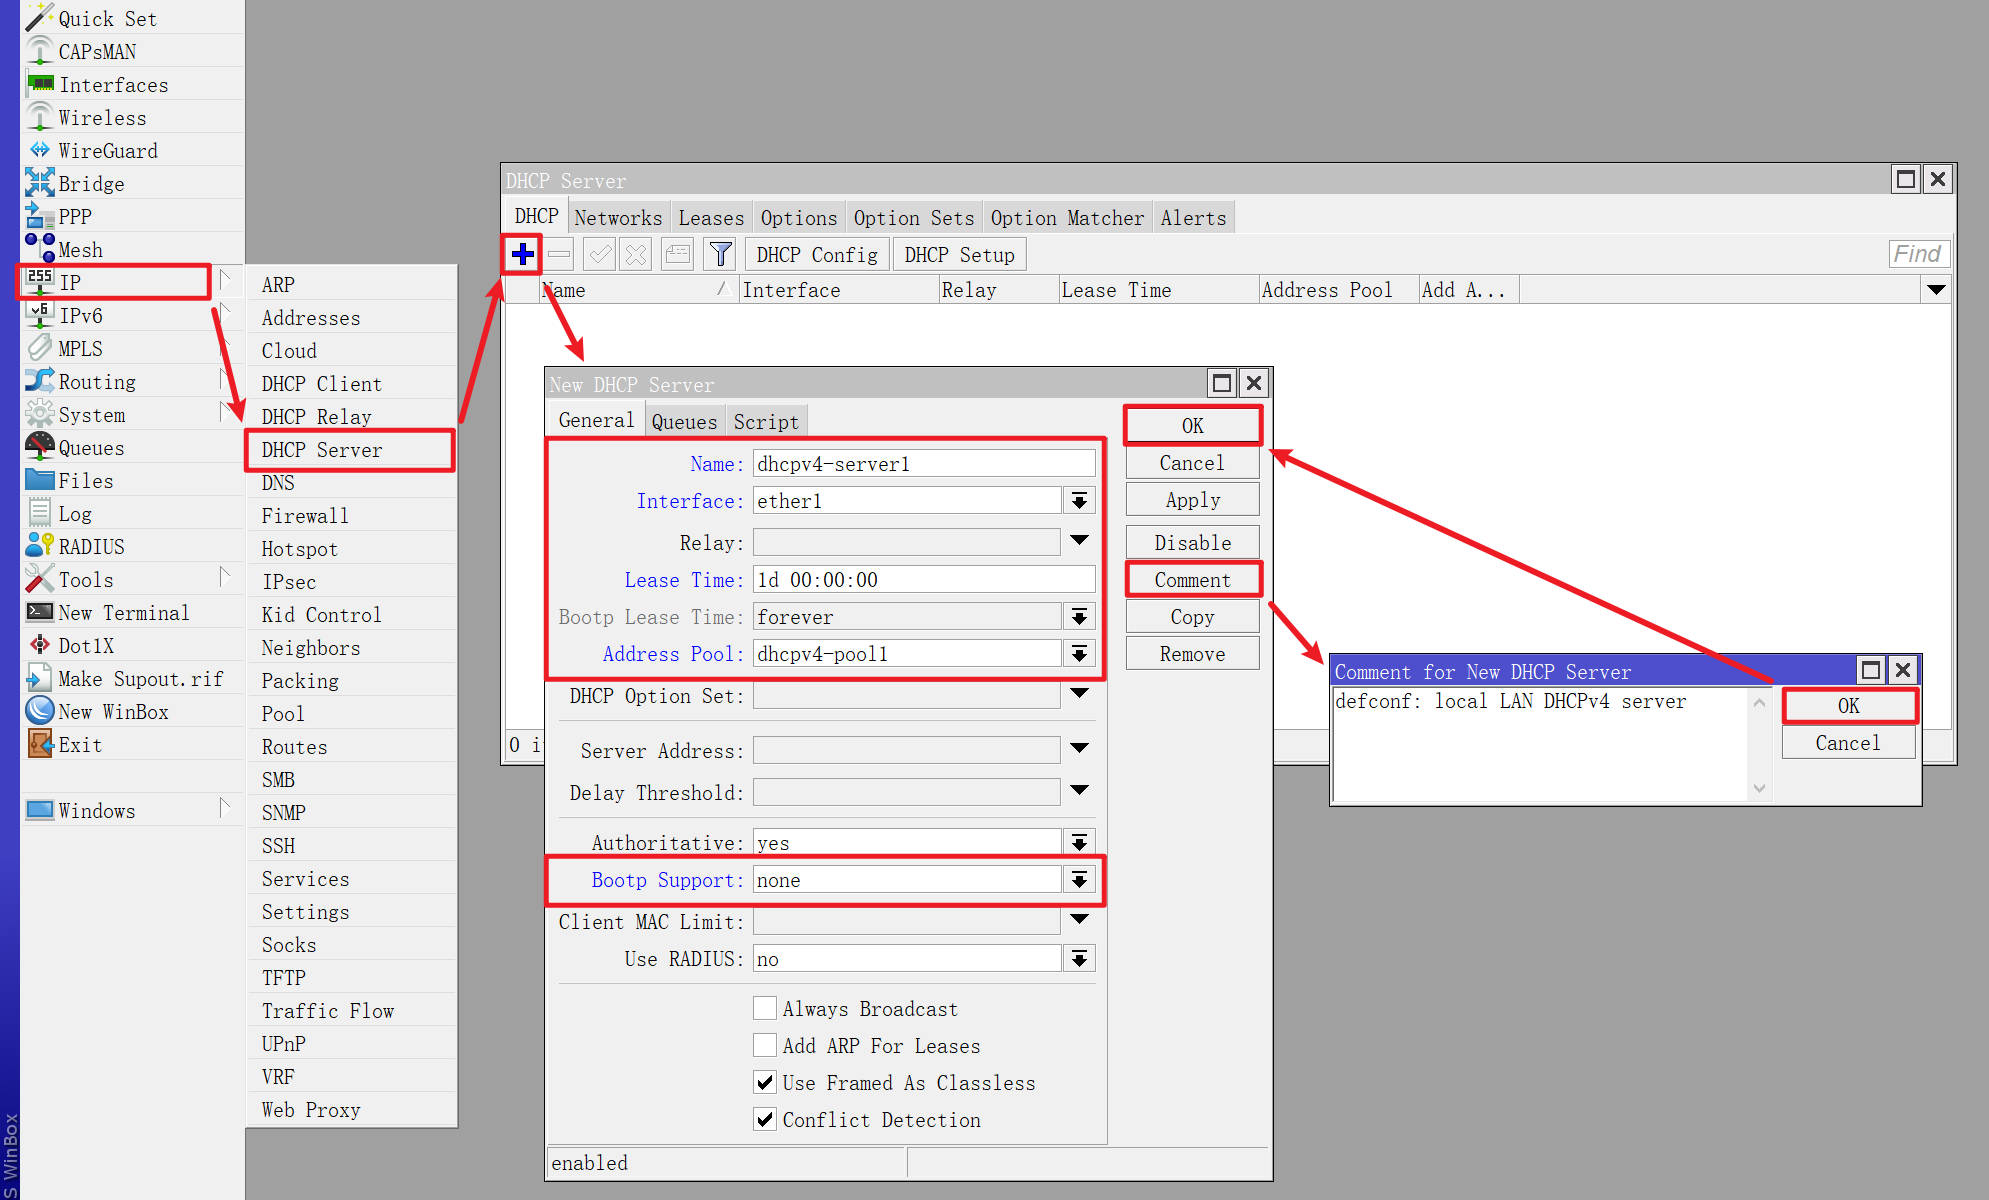 Quick Set
CAPsMAN
Interfaces
Wireless
WireGuard
Bridge
PPP
Mesh
255
IP
v6
IPv6
MPLS
Routing
System
Queues
Files
Log
RADIUS
Tools
New Terminal
Dot1X
Make Supout.rif
New WinBox
Exit
Windows
S WinBox
ARP
Addresses
Cloud
DHCP Client
DHCP Relay
DHCP Server
DNS
Firewall
Hotspot
IPsec
Kid Control
Neighbors
Packing
Pool
Routes
SMB
SNMP
SSH
Services
Settings
Socks
TFTP
Traffic Flow
UPnP
VRF
Web Proxy
DHCP Server
DHCP Networks Leases Options Option Sets Option Matcher Alerts
DHCP Config DHCP Setup Find
Name Interface Relay Lease Time Address Pool Add A...
0 i
New DHCP Server
General Queues Script
Name: dhcpv4-server1
Interface: ether1
Relay:
Lease Time: 1d 00:00:00
Bootp Lease Time: forever
Address Pool: dhcpv4-pool1
DHCP Option Set:
Server Address:
Delay Threshold:
Authoritative: yes
Bootp Support: none
Client MAC Limit:
Use RADIUS: no
Always Broadcast
Add ARP For Leases
Use Framed As Classless
Conflict Detection
enabled
OK
Cancel
Apply
Disable
Comment
Copy
Remove
Comment for New DHCP Server
defconf: local LAN DHCPv4 server
OK
Cancel